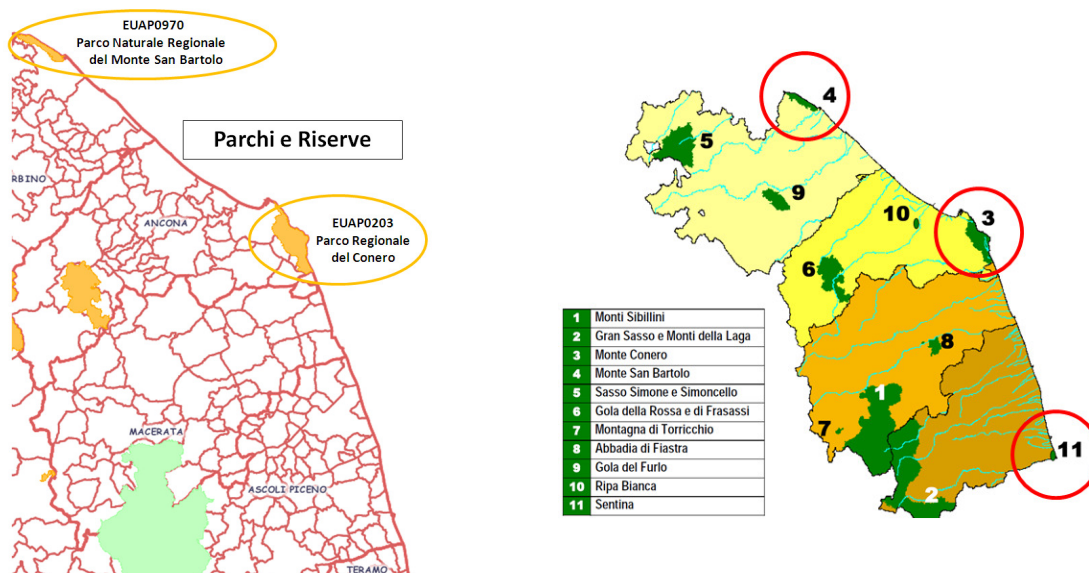 EUAP0970
Parco Naturale Regionale
del Monte San Bartolo
Parchi e Riserve
RBINO
ANCONA
EUAP0203
Parco Regionale
del Conero
MACERATA
ASCOLI PICENO
TERAMO
4
5
9
10
3
6
8
1
7
11
2
1 Monti Sibillini
2 Gran Sasso e Monti della Laga
3 Monte Conero
4 Monte San Bartolo
5 Sasso Simone e Simoncello
6 Gola della Rossa e di Frasassi
7 Montagna di Torricchio
8 Abbadia di Fiastra
9 Gola del Furlo
10 Ripa Bianca
11 Sentina